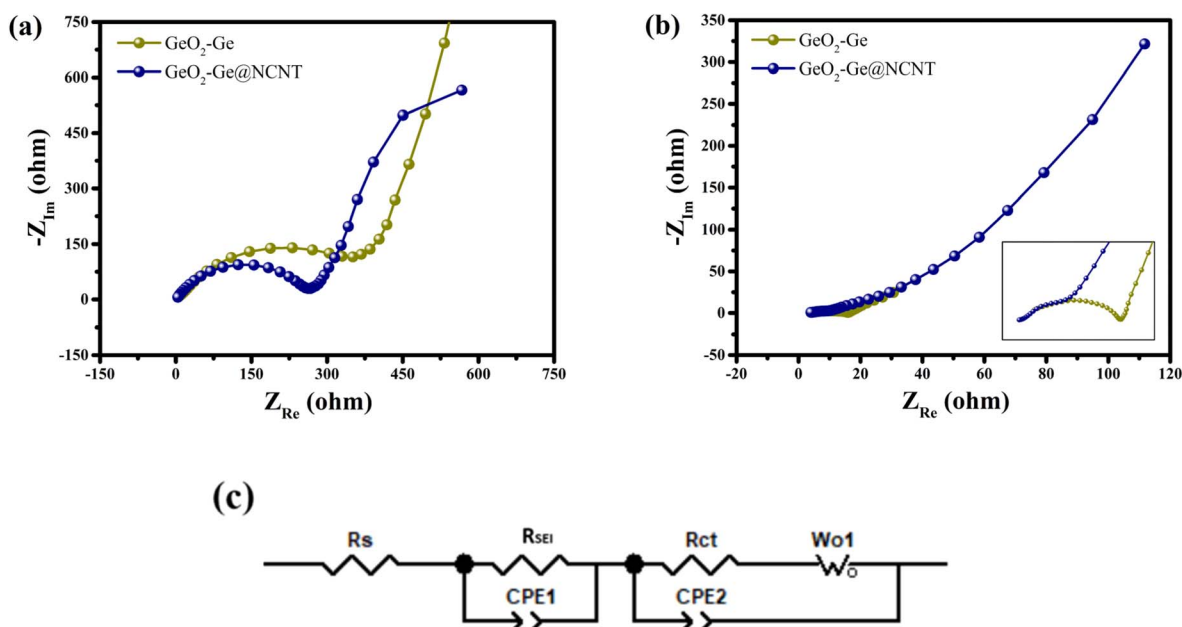 (a)
750
600
450
300
150
0
-150
-Z_Im (ohm)
GeO₂-Ge
GeO₂-Ge@NCNT
-150 0 150 300 450 600 750
Z_Re (ohm)
(b)
350
300
250
200
150
100
50
0
-50
-Z_Im (ohm)
GeO₂-Ge
GeO₂-Ge@NCNT
-20 0 20 40 60 80 100 120
Z_Re (ohm)
(c)
Rs RSEI Rct Wo1
CPE1 CPE2